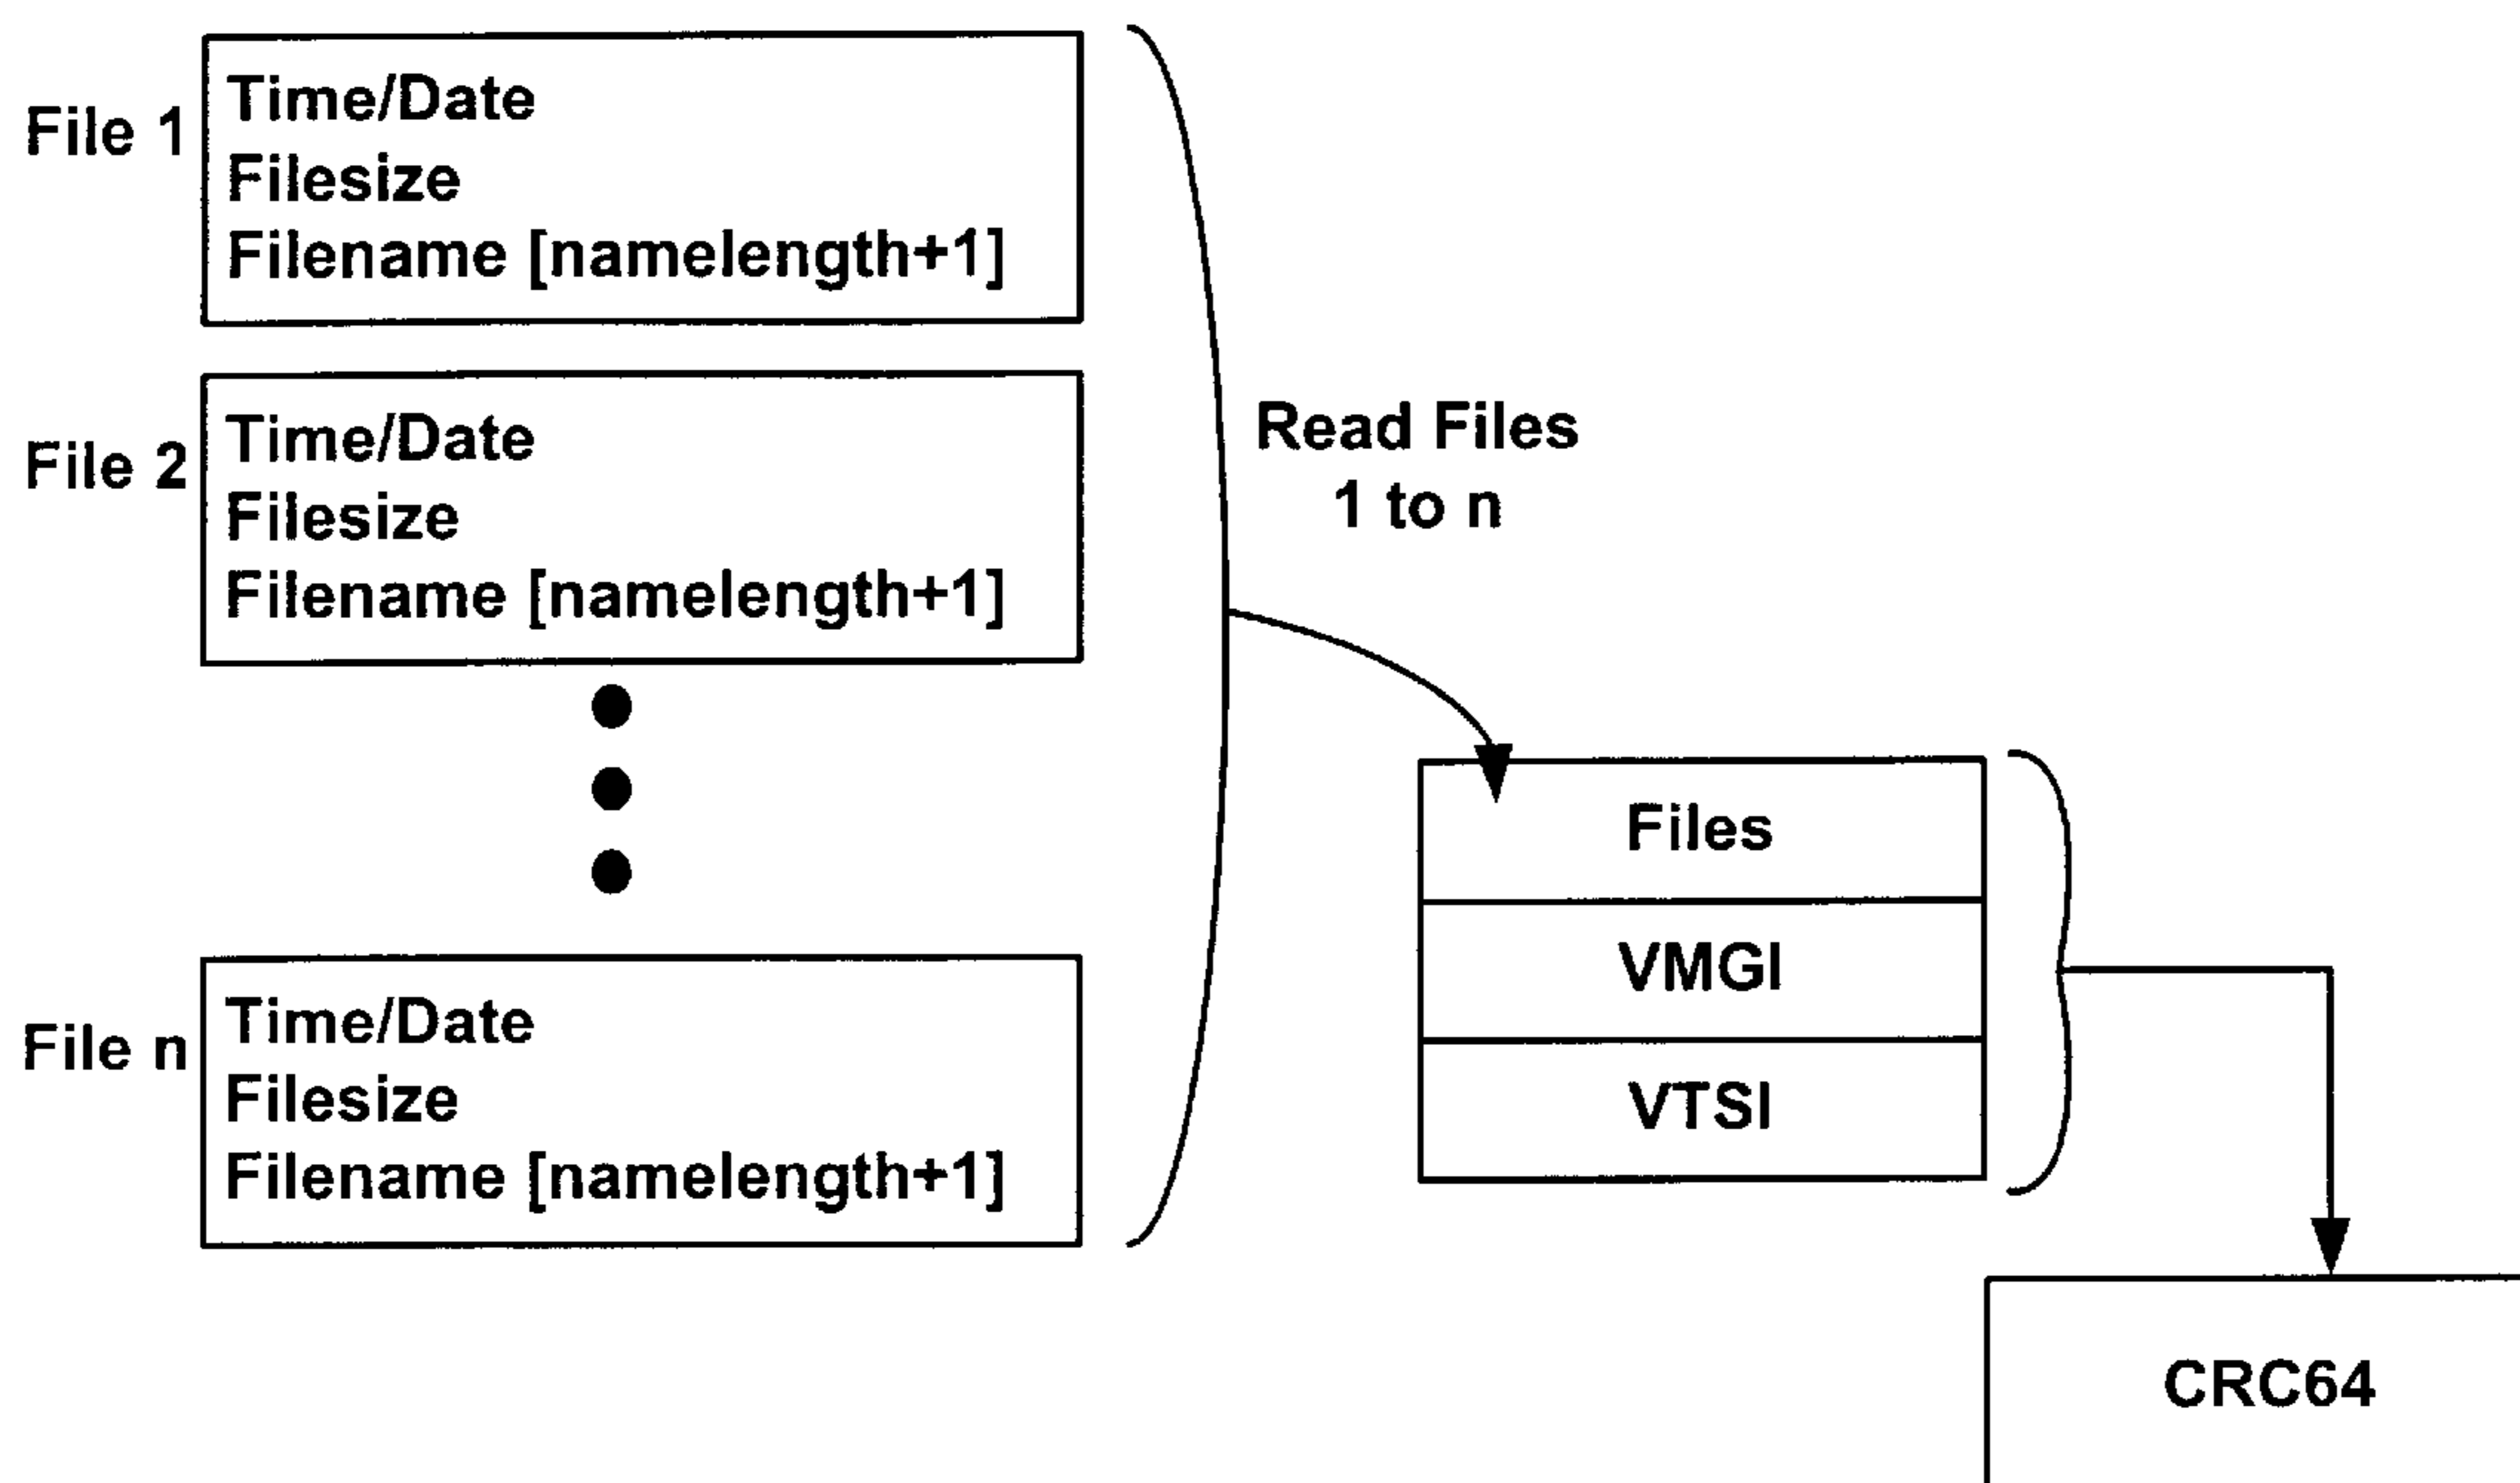 File 1
Time/Date
Filesize
Filename [namelength+1]
File 2
Time/Date
Filesize
Filename [namelength+1]
File n
Time/Date
Filesize
Filename [namelength+1]
Read Files
1 to n
Files
VMGI
VTSI
CRC64